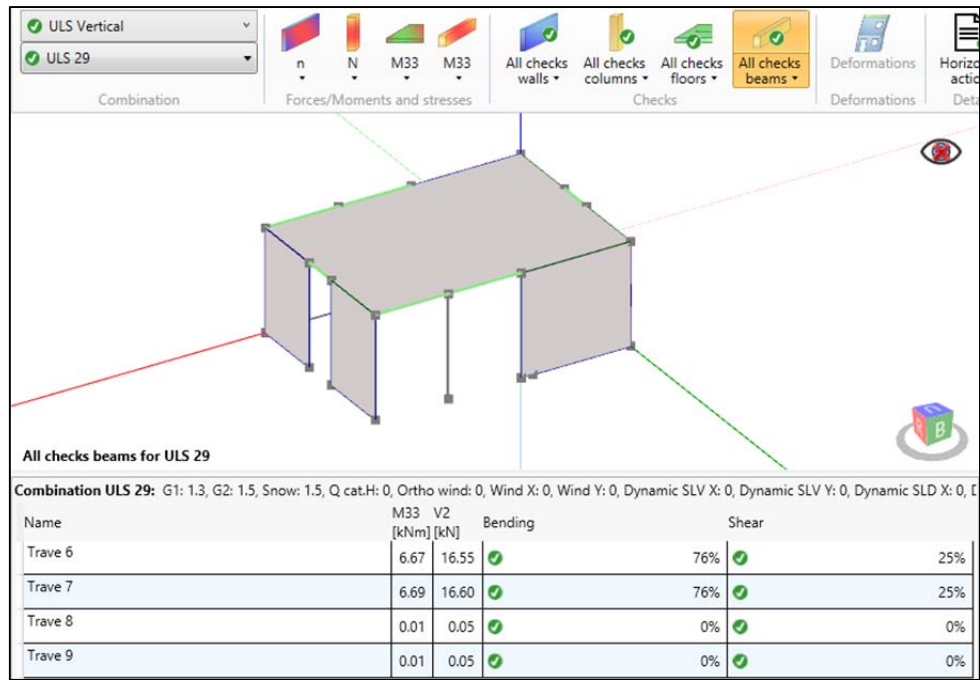 ULS Vertical
ULS 29
Combination
n
N
M33
M33
Forces/Moments and stresses
All checks walls
All checks columns
All checks floors
All checks beams
Checks
Deformations
Deformations
Horizo
actio
Deta
R
B
All checks beams for ULS 29
Combination ULS 29: G1: 1.3, G2: 1.5, Snow: 1.5, Q cat.H: 0, Ortho wind: 0, Wind X: 0, Wind Y: 0, Dynamic SLV X: 0, Dynamic SLV Y: 0, Dynamic SLD X: 0,
Name M33 [kNm] V2 [kN] Bending Shear
Trave 6 6.67 16.55 76% 25%
Trave 7 6.69 16.60 76% 25%
Trave 8 0.01 0.05 0% 0%
Trave 9 0.01 0.05 0% 0%